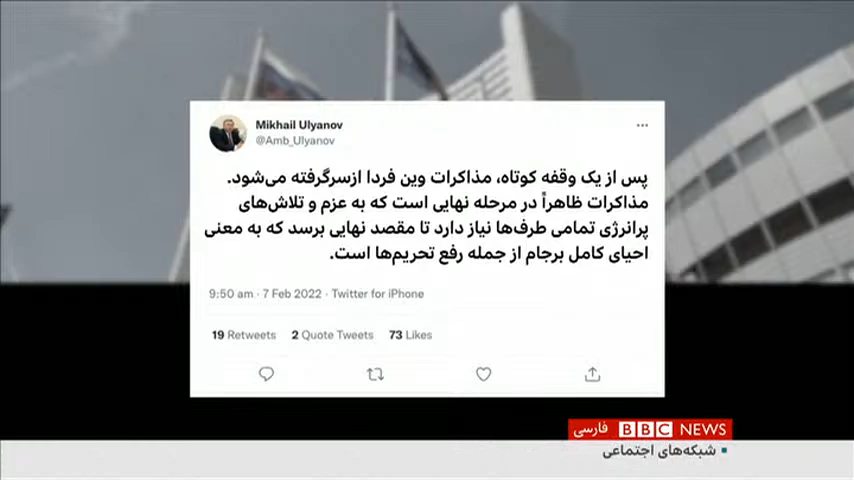 Mikhail Ulyanov
@Amb_Ulyanov
پس از یک وقفه کوتاه، مذاکرات وین فردا ازسرگرفته می‌شود.
مذاکرات ظاهراً در مرحله نهایی است که به عزم و تلاش‌های
پرانرژی تمامی طرف‌ها نیاز دارد تا مقصد نهایی برسد که به معنی
احیای کامل برجام از جمله رفع تحریم‌ها است.
9:50 am · 7 Feb 2022 · Twitter for iPhone
19 Retweets 2 Quote Tweets 73 Likes
BBC NEWS فارسی
شبکه‌های اجتماعی